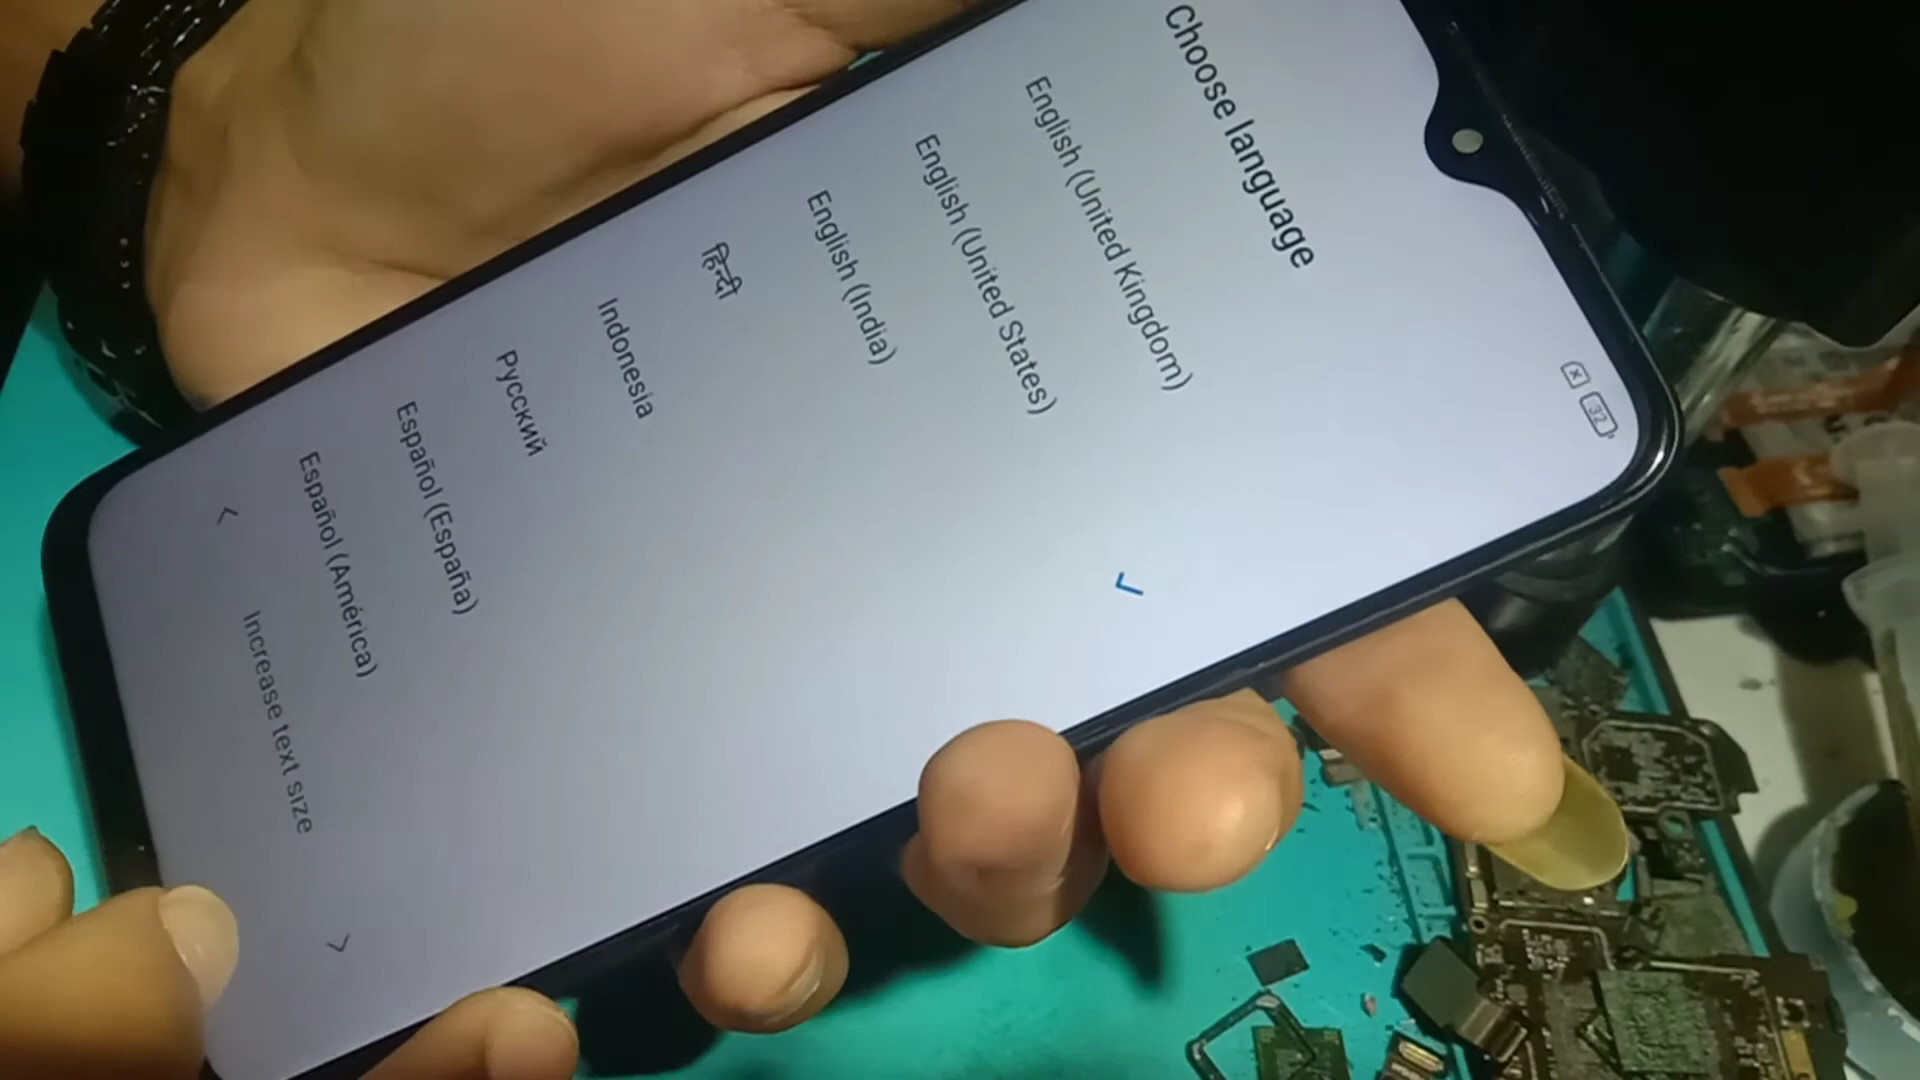 32
Choose language
English (United Kingdom)
English (United States)
English (India)
हिन्दी
Indonesia
Русский
Español (España)
Español (América)
Increase text size